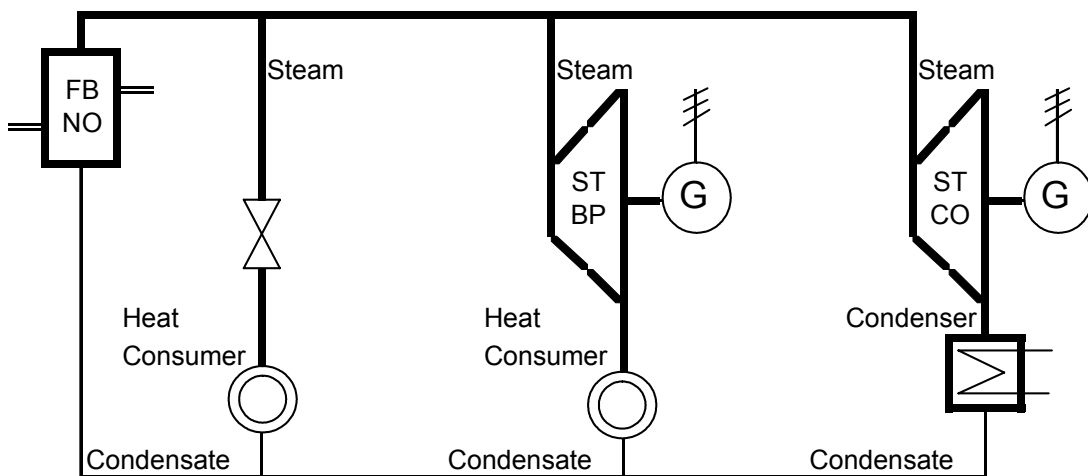 Steam
Steam
Steam
FB
NO
ST
BP
G
ST
CO
G
Heat
Consumer
Heat
Consumer
Condenser
Condensate
Condensate
Condensate